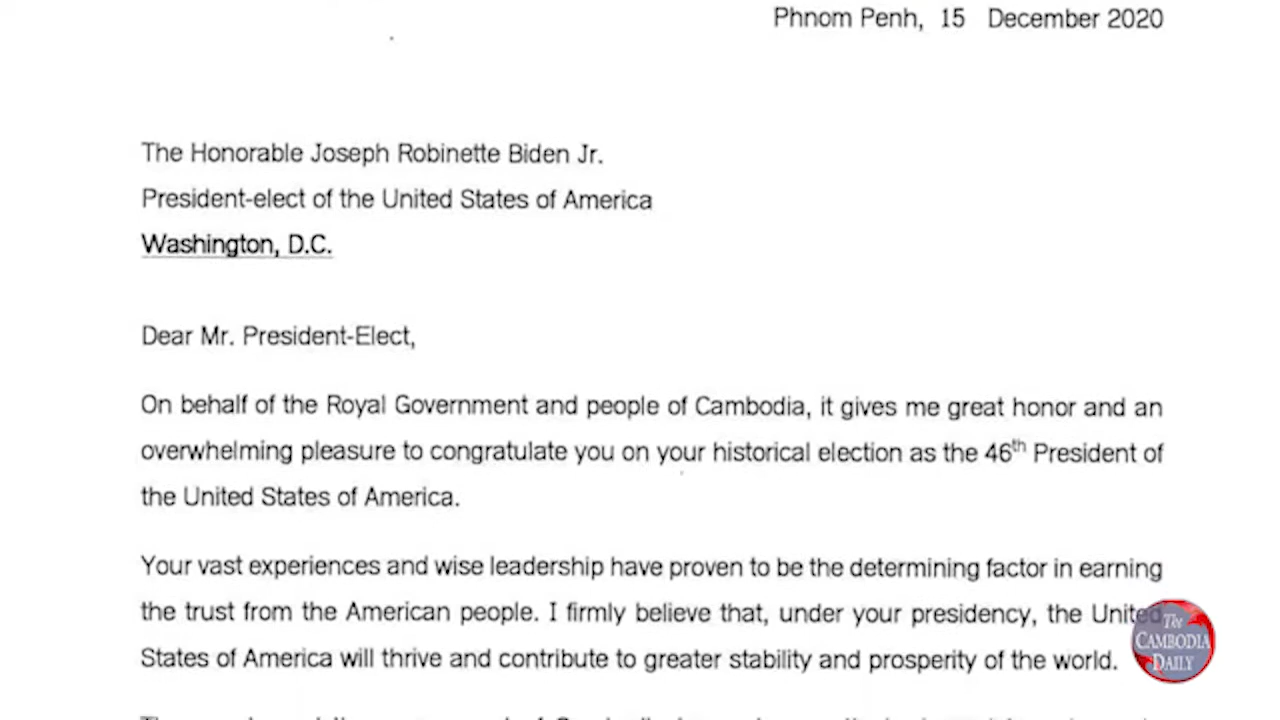 Phnom Penh, 15 December 2020
The Honorable Joseph Robinette Biden Jr.
President-elect of the United States of America
Washington, D.C.
Dear Mr. President-Elect,
On behalf of the Royal Government and people of Cambodia, it gives me great honor and an
overwhelming pleasure to congratulate you on your historical election as the 46th President of
the United States of America.
Your vast experiences and wise leadership have proven to be the determining factor in earning
the trust from the American people. I firmly believe that, under your presidency, the United
States of America will thrive and contribute to greater stability and prosperity of the world.
The
CAMBODIA
DAILY